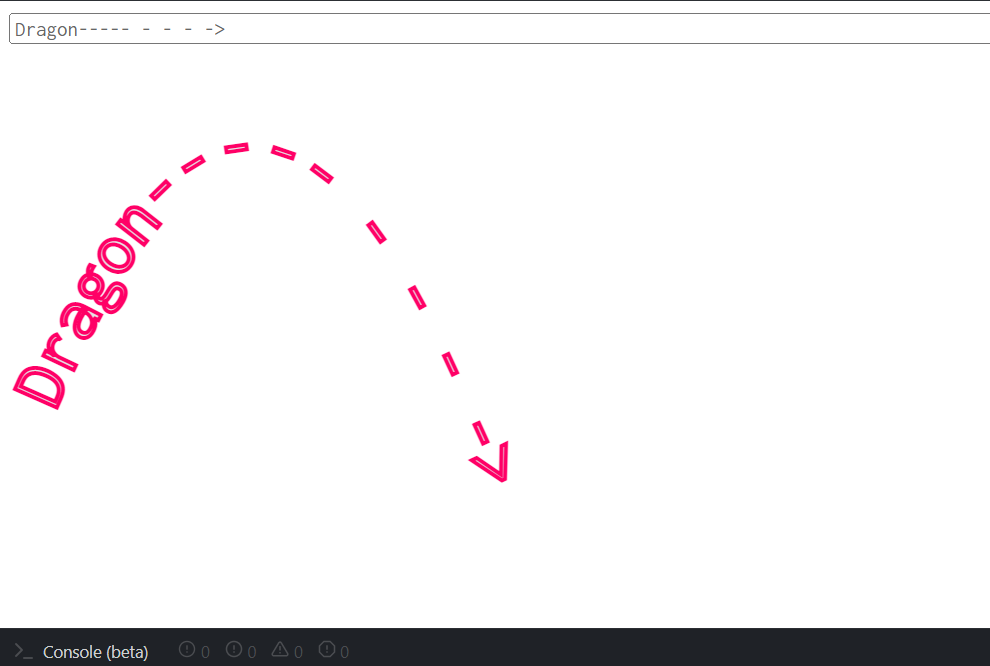 Dragon----- - - - ->
Dragon----- - - - ->
Console (beta) 0 0 0 0